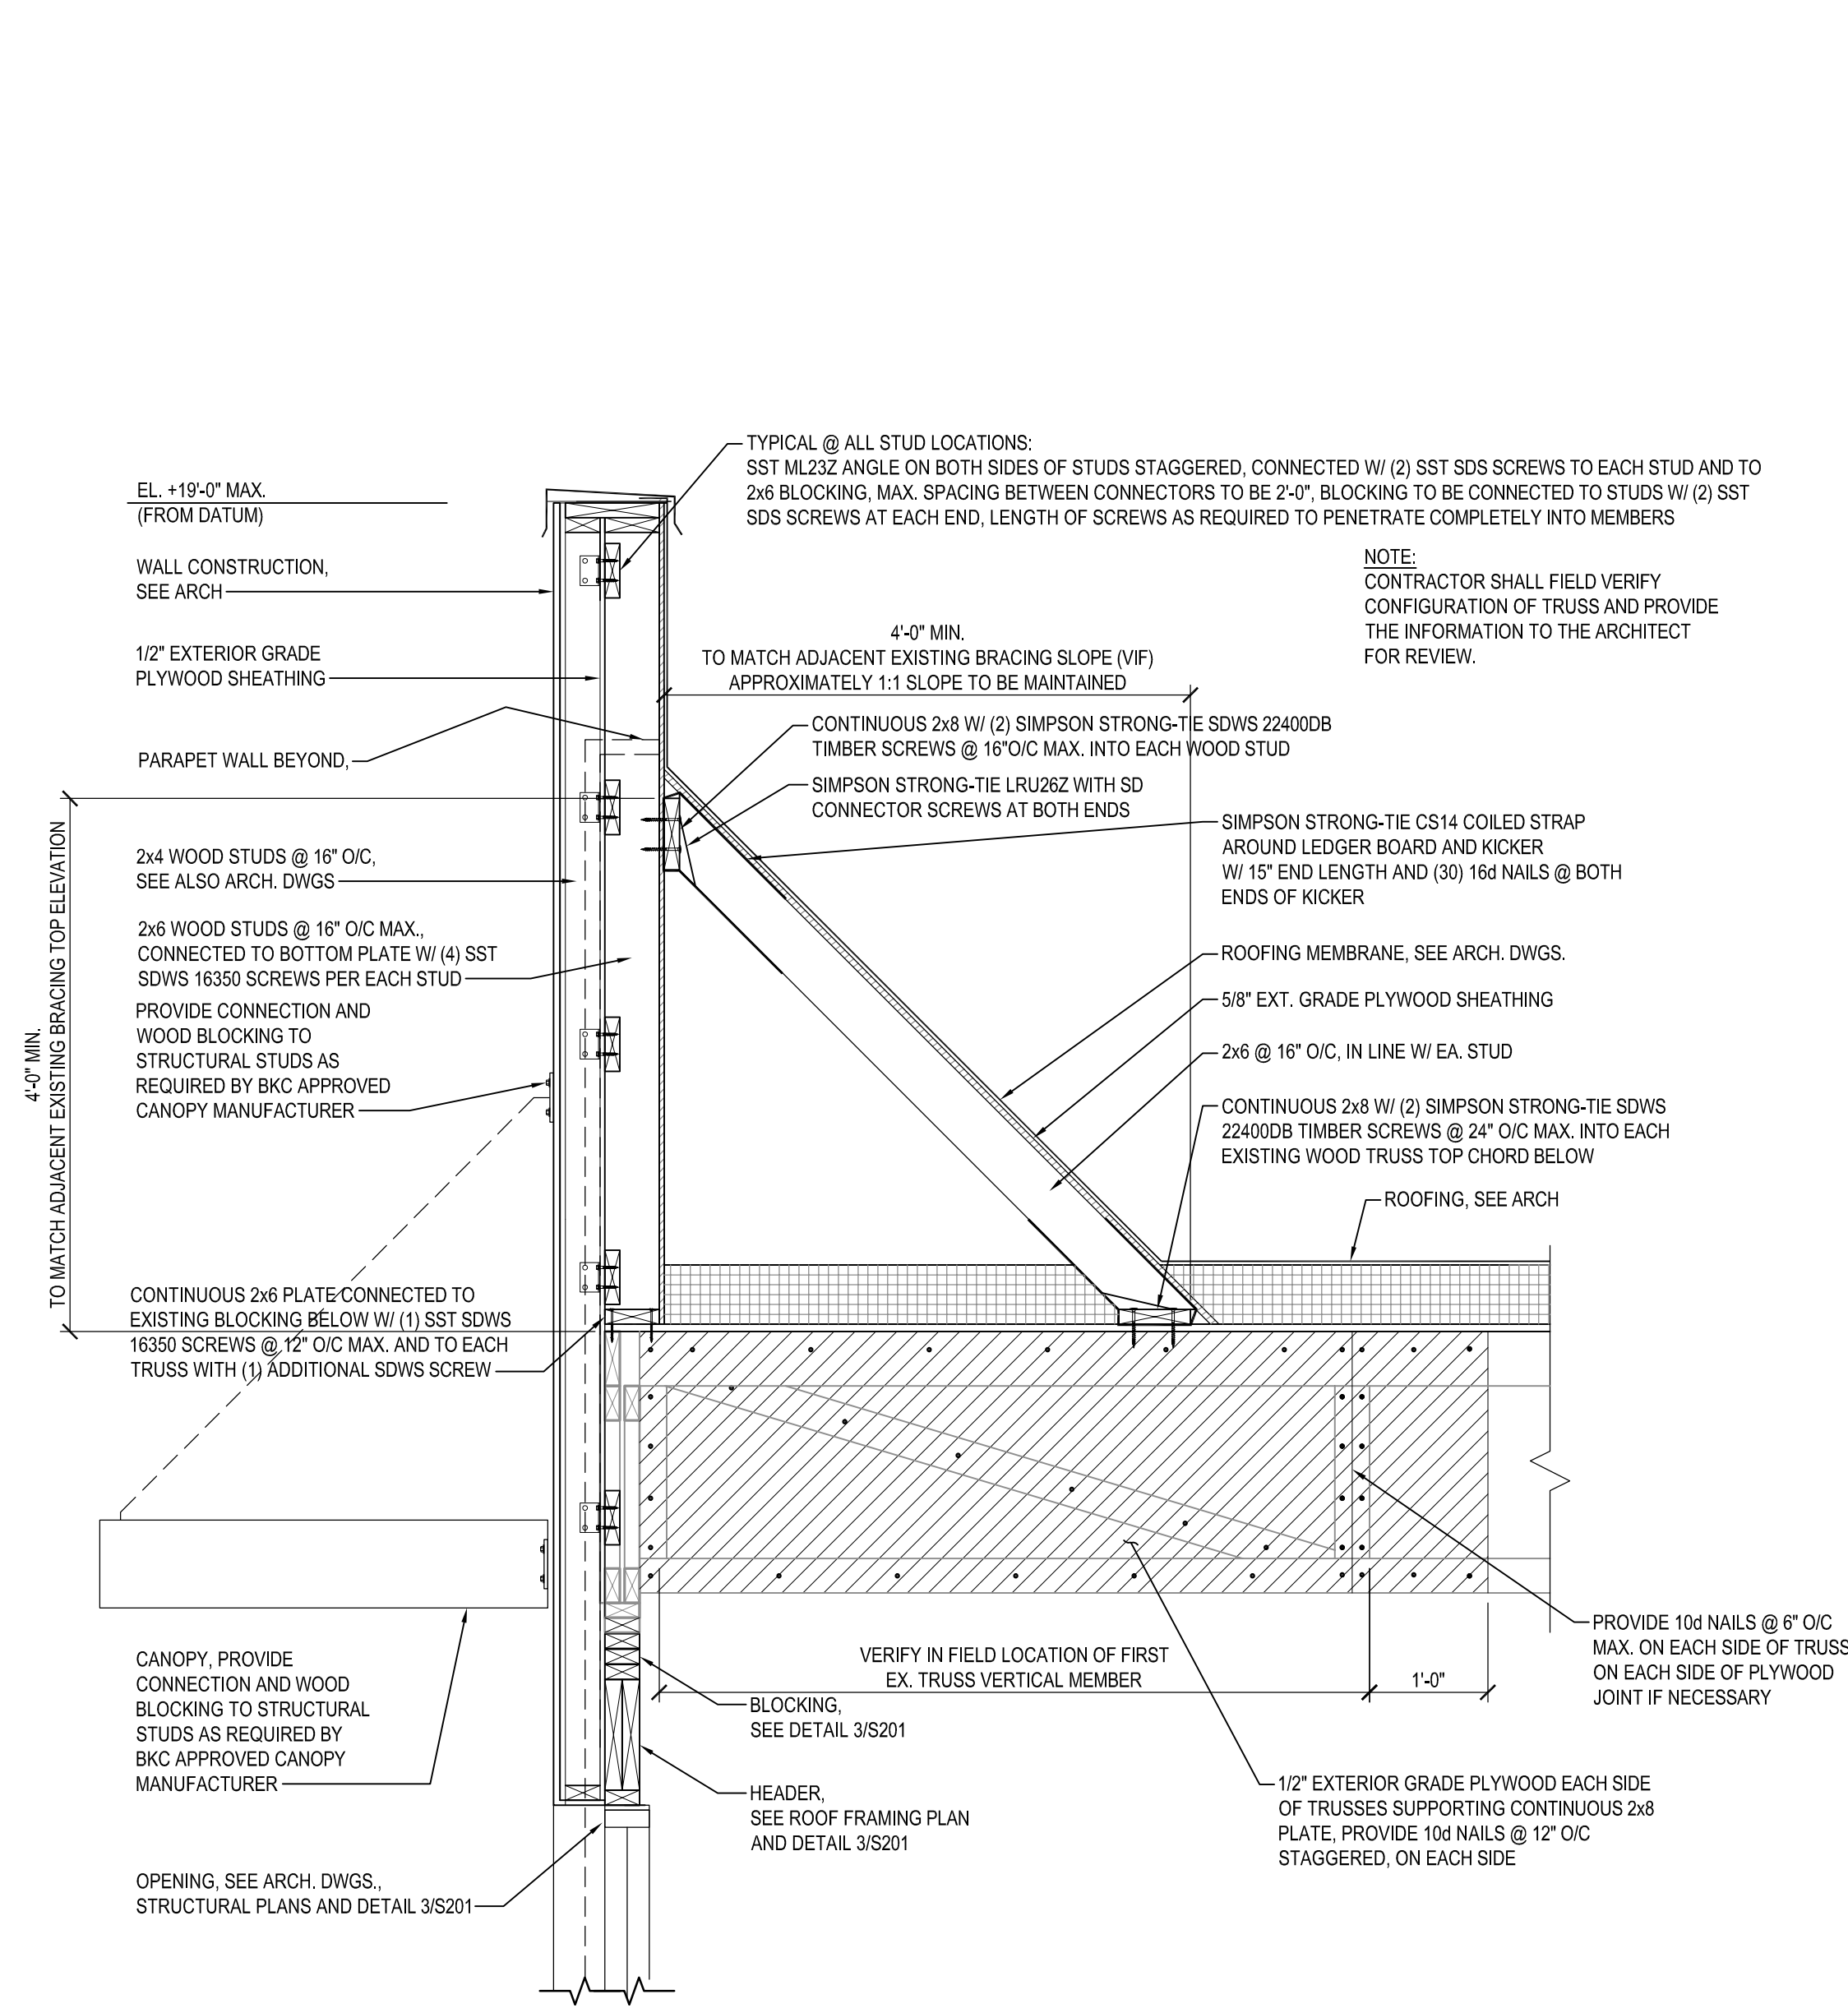 TYPICAL @ ALL STUD LOCATIONS:
SST ML23Z ANGLE ON BOTH SIDES OF STUDS STAGGERED, CONNECTED W/ (2) SST SDS SCREWS TO EACH STUD AND TO
2x6 BLOCKING, MAX. SPACING BETWEEN CONNECTORS TO BE 2'-0", BLOCKING TO BE CONNECTED TO STUDS W/ (2) SST
SDS SCREWS AT EACH END, LENGTH OF SCREWS AS REQUIRED TO PENETRATE COMPLETELY INTO MEMBERS
EL. +19'-0" MAX.
(FROM DATUM)
WALL CONSTRUCTION,
SEE ARCH
NOTE:
CONTRACTOR SHALL FIELD VERIFY
CONFIGURATION OF TRUSS AND PROVIDE
THE INFORMATION TO THE ARCHITECT
FOR REVIEW.
1/2" EXTERIOR GRADE
PLYWOOD SHEATHING
4'-0" MIN.
TO MATCH ADJACENT EXISTING BRACING SLOPE (VIF)
APPROXIMATELY 1:1 SLOPE TO BE MAINTAINED
PARAPET WALL BEYOND,
CONTINUOUS 2x8 W/ (2) SIMPSON STRONG-TIE SDWS 22400DB
TIMBER SCREWS @ 16"O/C MAX. INTO EACH WOOD STUD
SIMPSON STRONG-TIE LRU26Z WITH SD
CONNECTOR SCREWS AT BOTH ENDS
SIMPSON STRONG-TIE CS14 COILED STRAP
AROUND LEDGER BOARD AND KICKER
W/ 15" END LENGTH AND (30) 16d NAILS @ BOTH
ENDS OF KICKER
2x4 WOOD STUDS @ 16" O/C,
SEE ALSO ARCH. DWGS
2x6 WOOD STUDS @ 16" O/C MAX.,
CONNECTED TO BOTTOM PLATE W/ (4) SST
SDWS 16350 SCREWS PER EACH STUD
ROOFING MEMBRANE, SEE ARCH. DWGS.
5/8" EXT. GRADE PLYWOOD SHEATHING
2x6 @ 16" O/C, IN LINE W/ EA. STUD
PROVIDE CONNECTION AND
WOOD BLOCKING TO
STRUCTURAL STUDS AS
REQUIRED BY BKC APPROVED
CANOPY MANUFACTURER
4'-0" MIN.
TO MATCH ADJACENT EXISTING BRACING TOP ELEVATION
CONTINUOUS 2x8 W/ (2) SIMPSON STRONG-TIE SDWS
22400DB TIMBER SCREWS @ 24" O/C MAX. INTO EACH
EXISTING WOOD TRUSS TOP CHORD BELOW
ROOFING, SEE ARCH
CONTINUOUS 2x6 PLATE CONNECTED TO
EXISTING BLOCKING BELOW W/ (1) SST SDWS
16350 SCREWS @ 12" O/C MAX. AND TO EACH
TRUSS WITH (1) ADDITIONAL SDWS SCREW
PROVIDE 10d NAILS @ 6" O/C
MAX. ON EACH SIDE OF TRUSS
ON EACH SIDE OF PLYWOOD
JOINT IF NECESSARY
VERIFY IN FIELD LOCATION OF FIRST
EX. TRUSS VERTICAL MEMBER
1'-0"
CANOPY, PROVIDE
CONNECTION AND WOOD
BLOCKING TO STRUCTURAL
STUDS AS REQUIRED BY
BKC APPROVED CANOPY
MANUFACTURER
BLOCKING,
SEE DETAIL 3/S201
HEADER,
SEE ROOF FRAMING PLAN
AND DETAIL 3/S201
1/2" EXTERIOR GRADE PLYWOOD EACH SIDE
OF TRUSSES SUPPORTING CONTINUOUS 2x8
PLATE, PROVIDE 10d NAILS @ 12" O/C
STAGGERED, ON EACH SIDE
OPENING, SEE ARCH. DWGS.,
STRUCTURAL PLANS AND DETAIL 3/S201